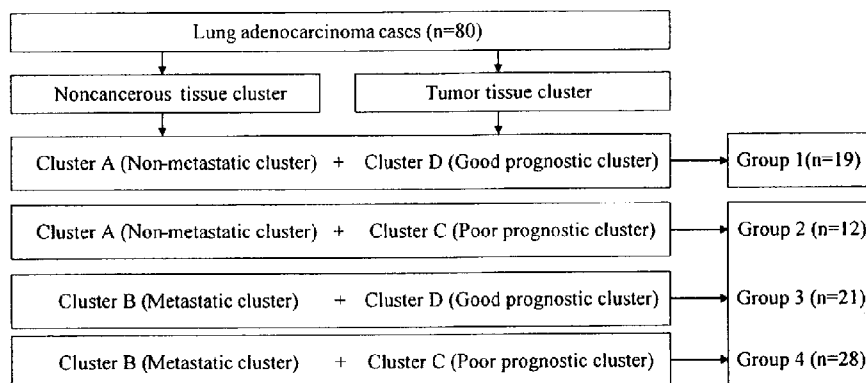 Lung adenocarcinoma cases (n=80)
Noncancerous tissue cluster
Tumor tissue cluster
Cluster A (Non-metastatic cluster) + Cluster D (Good prognostic cluster)
Group 1(n=19)
Cluster A (Non-metastatic cluster) + Cluster C (Poor prognostic cluster)
Group 2 (n=12)
Cluster B (Metastatic cluster) + Cluster D (Good prognostic cluster)
Group 3 (n=21)
Cluster B (Metastatic cluster) + Cluster C (Poor prognostic cluster)
Group 4 (n=28)